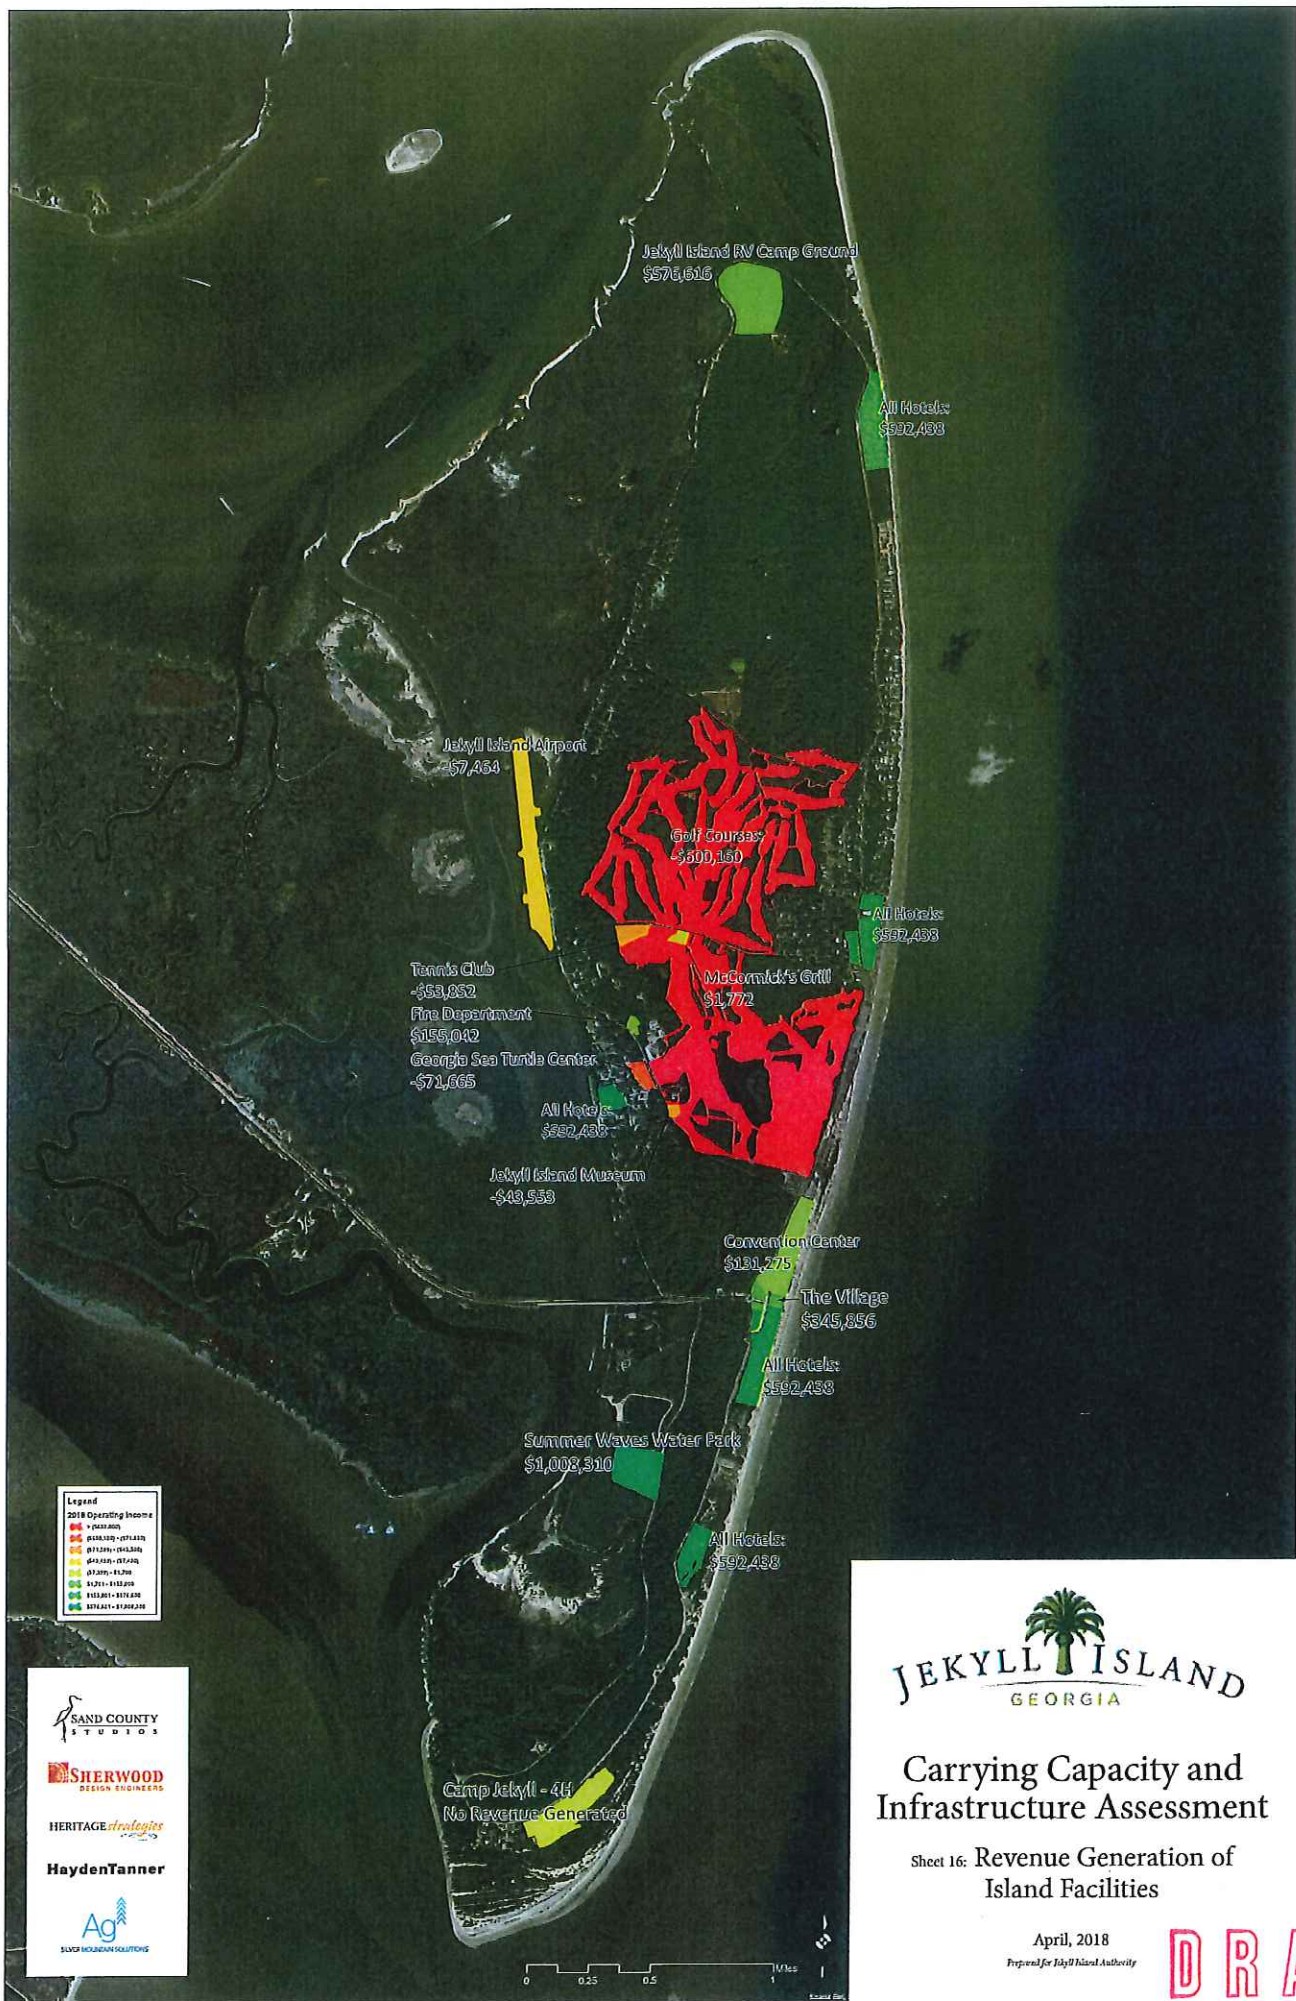 Jekyll Island RV Camp Ground
$576,616
All Hotels:
$592,438
Jekyll Island Airport
-$7,464
Golf Courses:
-$600,160
All Hotels:
$592,438
Tennis Club
-$53,852
McCormick's Grill
$1,772
Fire Department
$155,042
Georgia Sea Turtle Center
-$71,665
All Hotels:
$592,438
Jekyll Island Museum
-$43,553
Convention Center
$131,275
The Village
$345,856
All Hotels:
$592,438
Summer Waves Water Park
$1,008,310
All Hotels:
$592,438
Legend
2018 Operating Income
Camp Jekyll - 4H
No Revenue Generated
SAND COUNTY
STUDIOS
SHERWOOD
DESIGN ENGINEERS
HERITAGE strategies
HaydenTanner
Ag
SILVER MOUNTAIN SOLUTIONS
0 0.25 0.5 1 Miles
JEKYLL ISLAND
GEORGIA
Carrying Capacity and
Infrastructure Assessment
Sheet 16: Revenue Generation of
Island Facilities
April, 2018
Prepared for Jekyll Island Authority
DRA